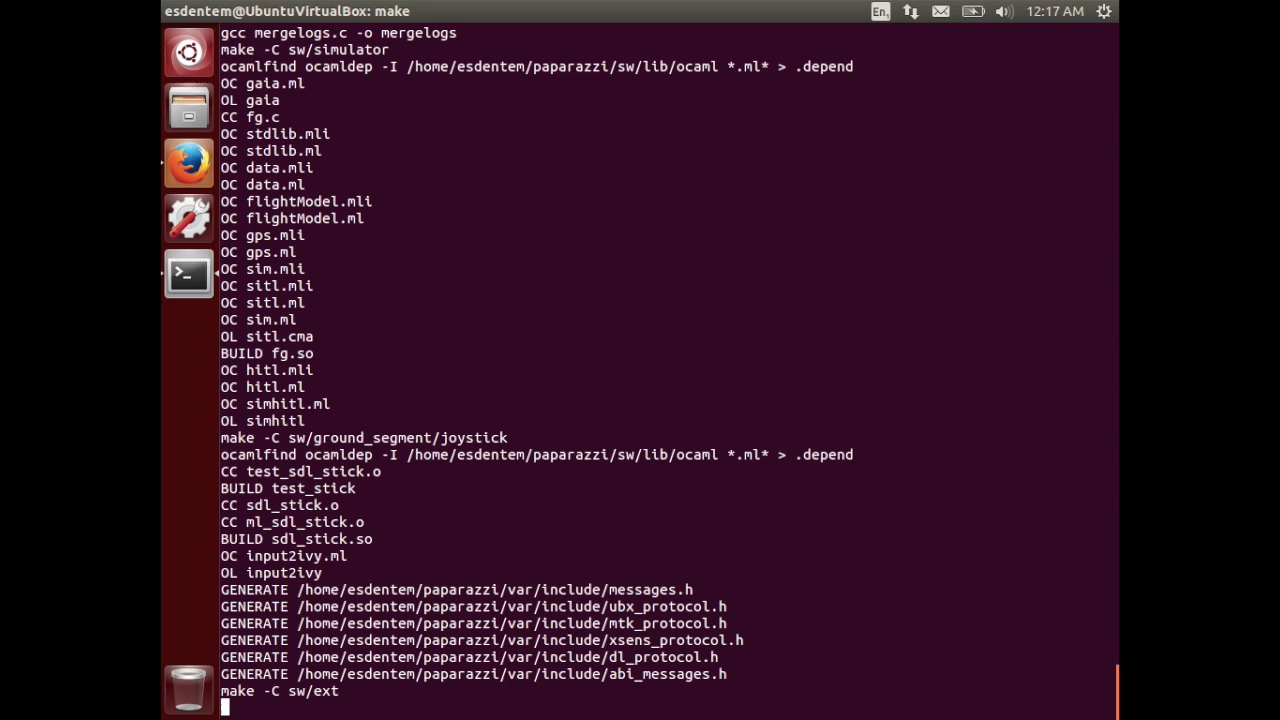 esdentem@UbuntuVirtualBox: make
En
12:17 AM
gcc mergelogs.c -o mergelogs
make -C sw/simulator
ocamlfind ocamldep -I /home/esdentem/paparazzi/sw/lib/ocaml *.ml* > .depend
OC gaia.ml
OL gaia
CC fg.c
OC stdlib.mli
OC stdlib.ml
OC data.mli
OC data.ml
OC flightModel.mli
OC flightModel.ml
OC gps.mli
OC gps.ml
OC sim.mli
OC sitl.mli
OC sitl.ml
OC sim.ml
OL sitl.cma
BUILD fg.so
OC hitl.mli
OC hitl.ml
OC simhitl.ml
OL simhitl
make -C sw/ground_segment/joystick
ocamlfind ocamldep -I /home/esdentem/paparazzi/sw/lib/ocaml *.ml* > .depend
CC test_sdl_stick.o
BUILD test_stick
CC sdl_stick.o
CC ml_sdl_stick.o
BUILD sdl_stick.so
OC input2ivy.ml
OL input2ivy
GENERATE /home/esdentem/paparazzi/var/include/messages.h
GENERATE /home/esdentem/paparazzi/var/include/ubx_protocol.h
GENERATE /home/esdentem/paparazzi/var/include/mtk_protocol.h
GENERATE /home/esdentem/paparazzi/var/include/xsens_protocol.h
GENERATE /home/esdentem/paparazzi/var/include/dl_protocol.h
GENERATE /home/esdentem/paparazzi/var/include/abi_messages.h
make -C sw/ext